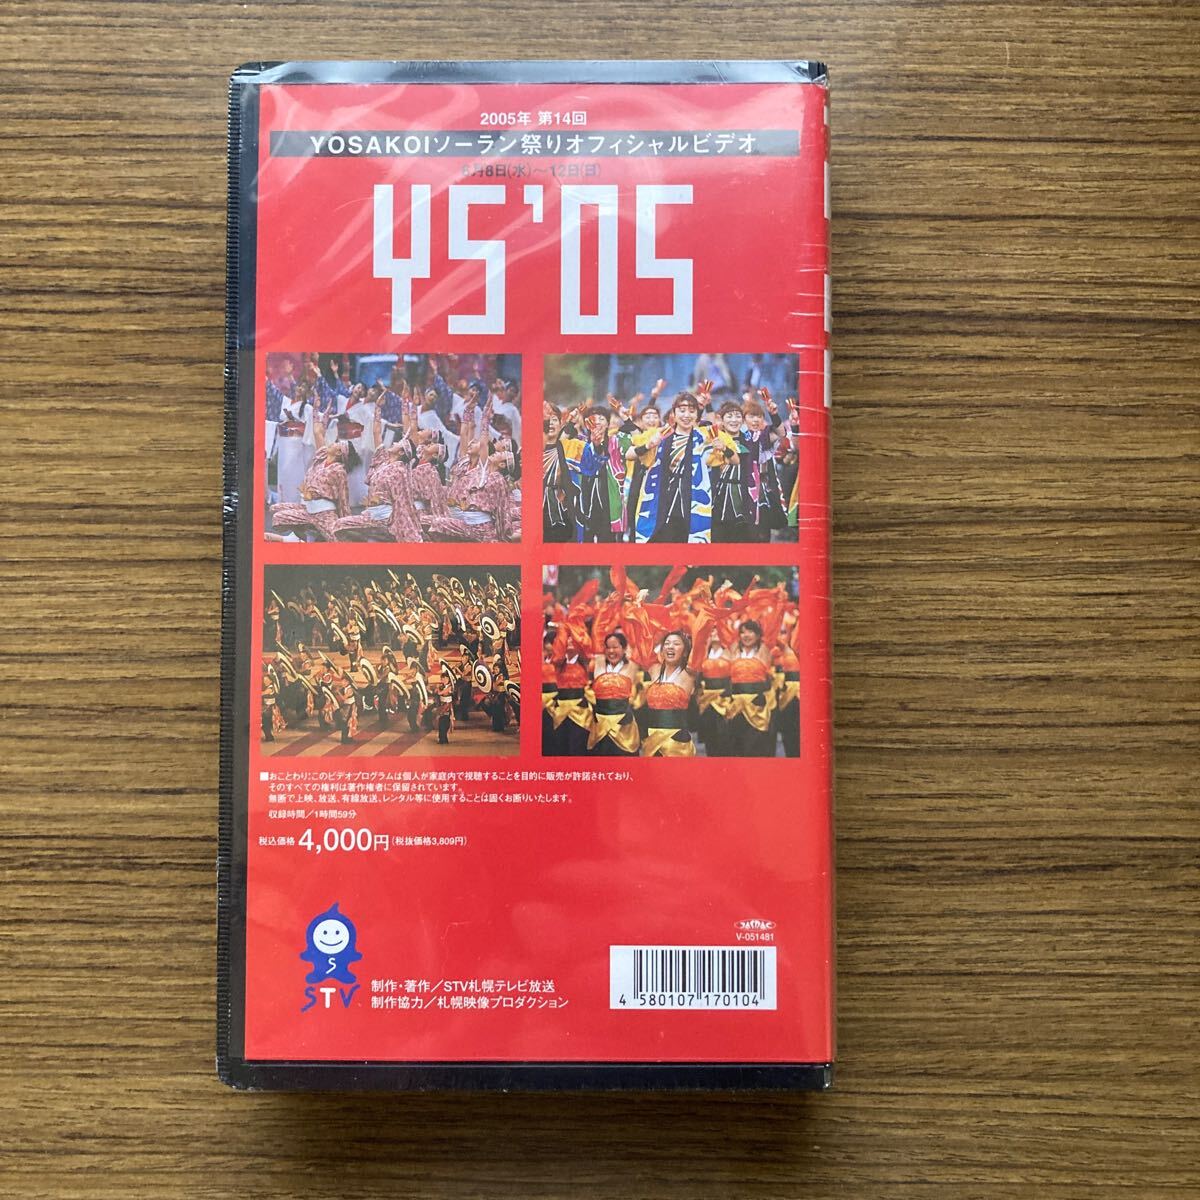 2005年 第14回
YOSAKOIソーラン祭りオフィシャルビデオ
6月8日(水)～12日(日)
YS'05
■おことわり:このビデオプログラムは個人が家庭内で視聴することを目的に販売が許諾されており、
そのすべての権利は著作権者に保留されています。
無断で上映、放送、有線放送、レンタル等に使用することは固くお断りいたします。
収録時間／1時間59分
税込価格 4,000円 (税抜価格3,809円)
S
STV
制作・著作／STV札幌テレビ放送
制作協力／札幌映像プロダクション
JASRAC
V-051481
4 580107 170104